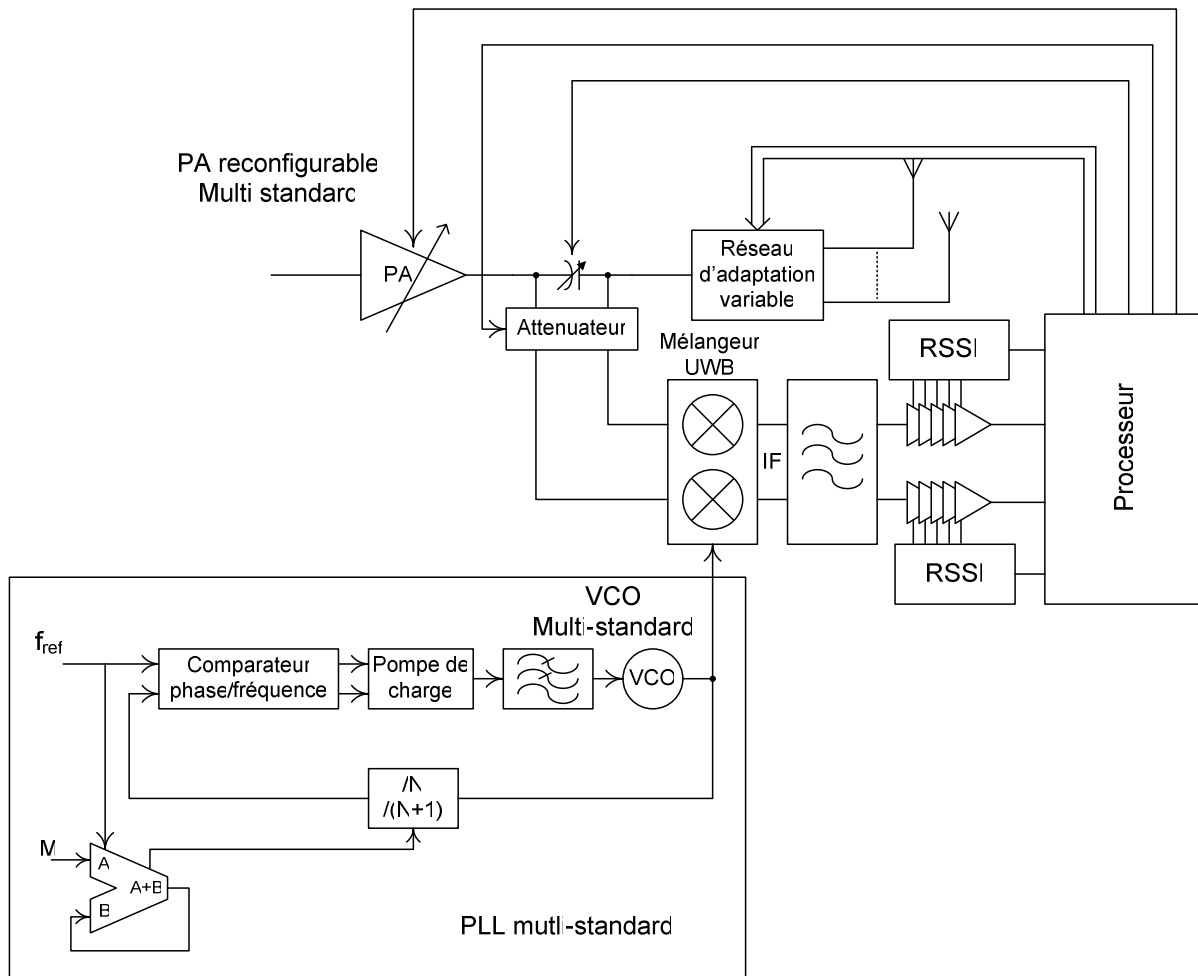 PA reconfigurable
Multi standard
PA
Réseau
d'adaptation
variable
Attenuateur
Mélangeur
UWB
RSSI
IF
Processeur
RSSI
VCO
Multi-standard
fref
Comparateur
phase/fréquence
Pompe de
charge
VCO
/N
/(N+1)
M
A
A+B
B
PLL mutli-standard